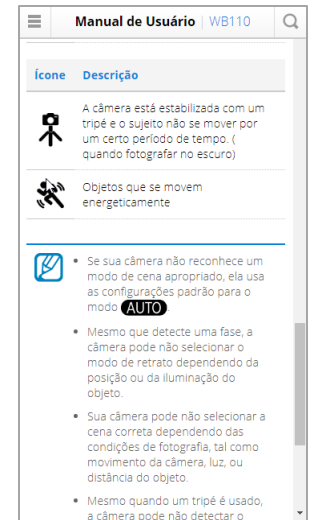 Manual de Usuário | WB110
Ícone Descrição
A câmera está estabilizada com um
tripé e o sujeito não se mover por
um certo período de tempo. (
quando fotografar no escuro)
Objetos que se movem
energeticamente
• Se sua câmera não reconhece um
modo de cena apropriado, ela usa
as configurações padrão para o
modo AUTO.
• Mesmo que detecte uma fase, a
câmera pode não selecionar o
modo de retrato dependendo da
posição ou da iluminação do
objeto.
• Sua câmera pode não selecionar a
cena correta dependendo das
condições de fotografia, tal como
movimento da câmera, luz, ou
distância do objeto.
• Mesmo quando um tripé é usado,
a câmera pode não detectar o